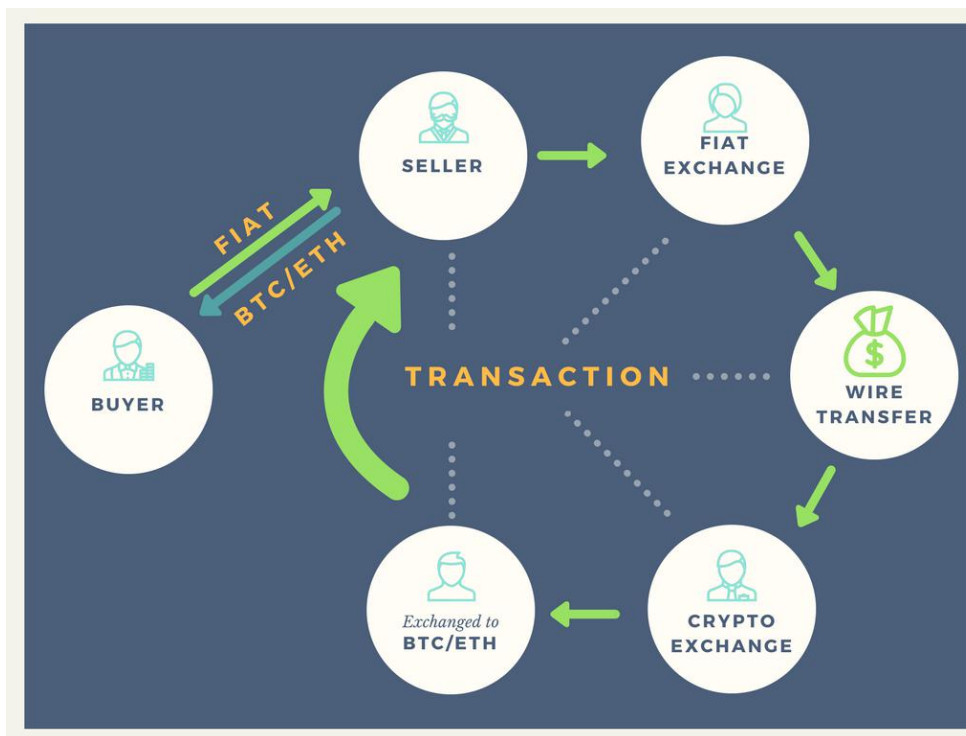 SELLER
FIAT
EXCHANGE
FIAT
BTC/ETH
BUYER
TRANSACTION
$
WIRE
TRANSFER
Exchanged to
BTC/ETH
CRYPTO
EXCHANGE